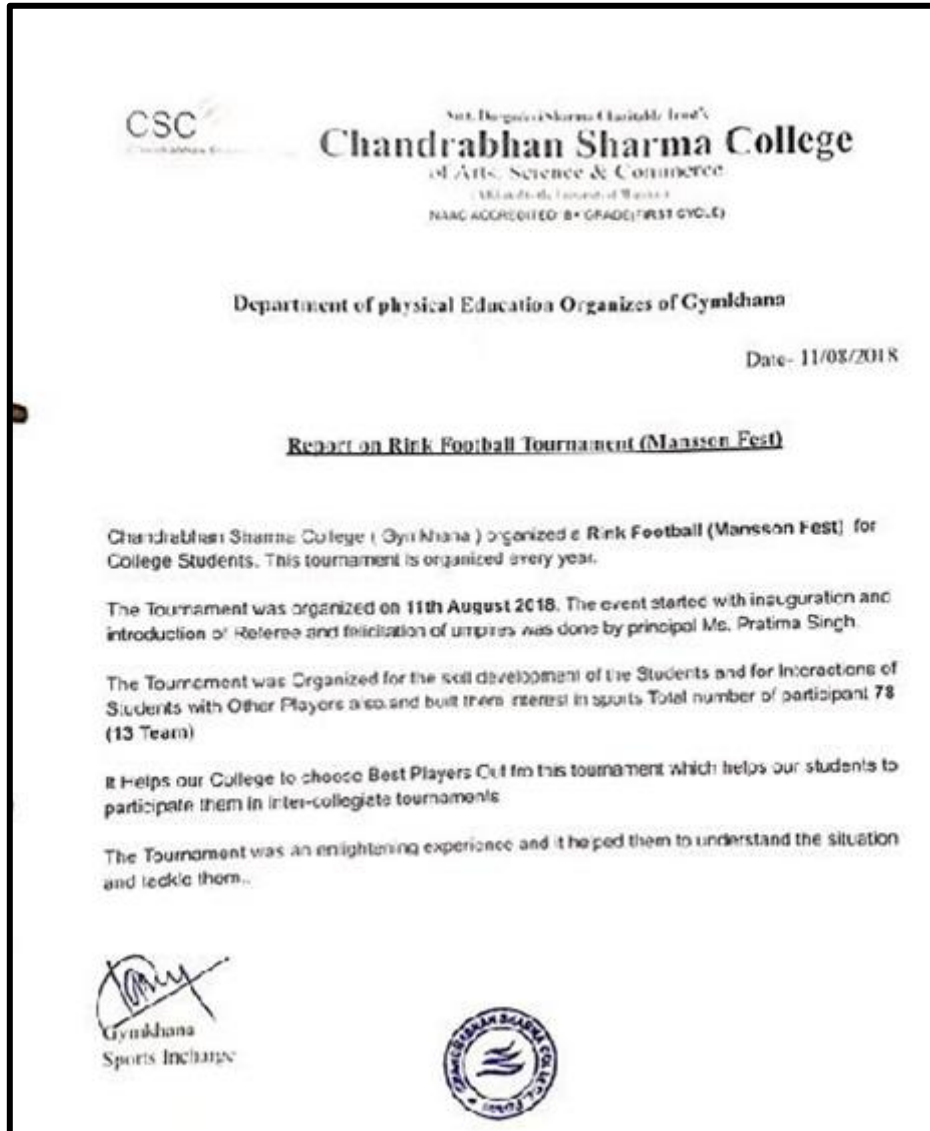 CSC
Chandrabhan Sharma College
of Arts, Science & Commerce
NAAC ACCREDITED B+ GRADE(FIRST CYCLE)
Department of physical Education Organizes of Gymkhana
Date- 11/08/2018
Report on Rink Football Tournament (Mansson Fest)
Chandrabhan Sharma College ( Gymkhana ) organized a Rink Football (Mansson Fest) for
College Students. This tournament is organized every year.
The Tournament was organized on 11th August 2018. The event started with inauguration and
introduction of Referee and felicitation of umpires was done by principal Ms. Pratima Singh.
The Tournament was Organized for the skill development of the Students and for Interactions of
Students with Other Players also and built them interest in sports Total number of participant 78
(13 Team)
It Helps our College to choose Best Players Out fm this tournament which helps our students to
participate them in Inter-collegiate tournaments
The Tournament was an enlightening experience and it helped them to understand the situation
and tackle them..
Gymkhana
Sports Incharge
CHANDRABHAN SHARMA COLLEGE